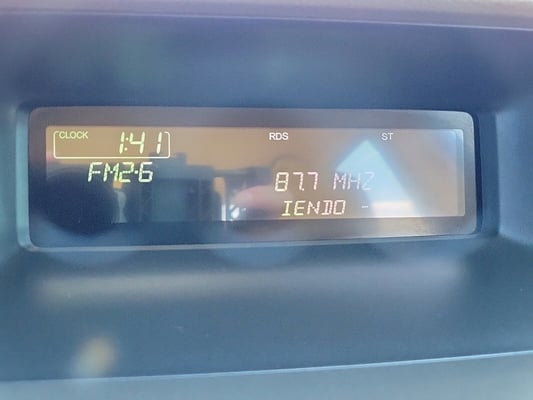 CLOCK 1:41 RDS ST
FM2-6
87.7 MHZ
IENDO -